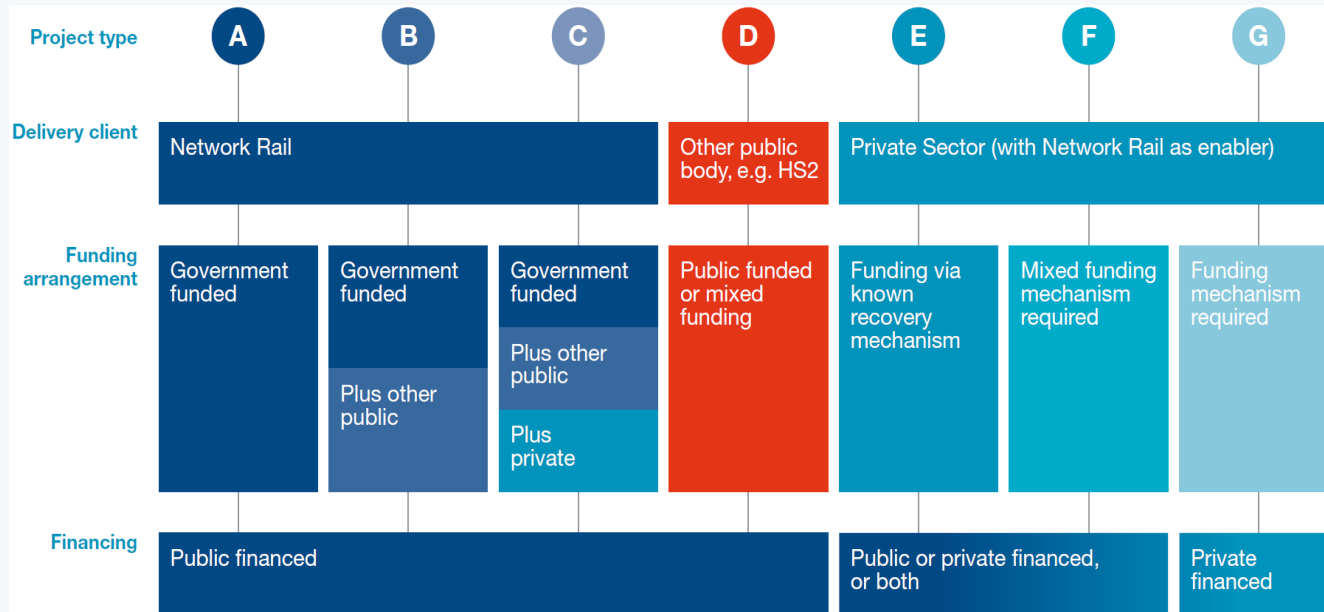 Project type
A
B
C
D
E
F
G
Delivery client
Network Rail
Other public
body, e.g. HS2
Private Sector (with Network Rail as enabler)
Funding
arrangement
Government
funded
Government
funded
Plus other
public
Government
funded
Plus other
public
Plus
private
Public funded
or mixed
funding
Funding via
known
recovery
mechanism
Mixed funding
mechanism
required
Funding
mechanism
required
Financing
Public financed
Public or private financed,
or both
Private
financed